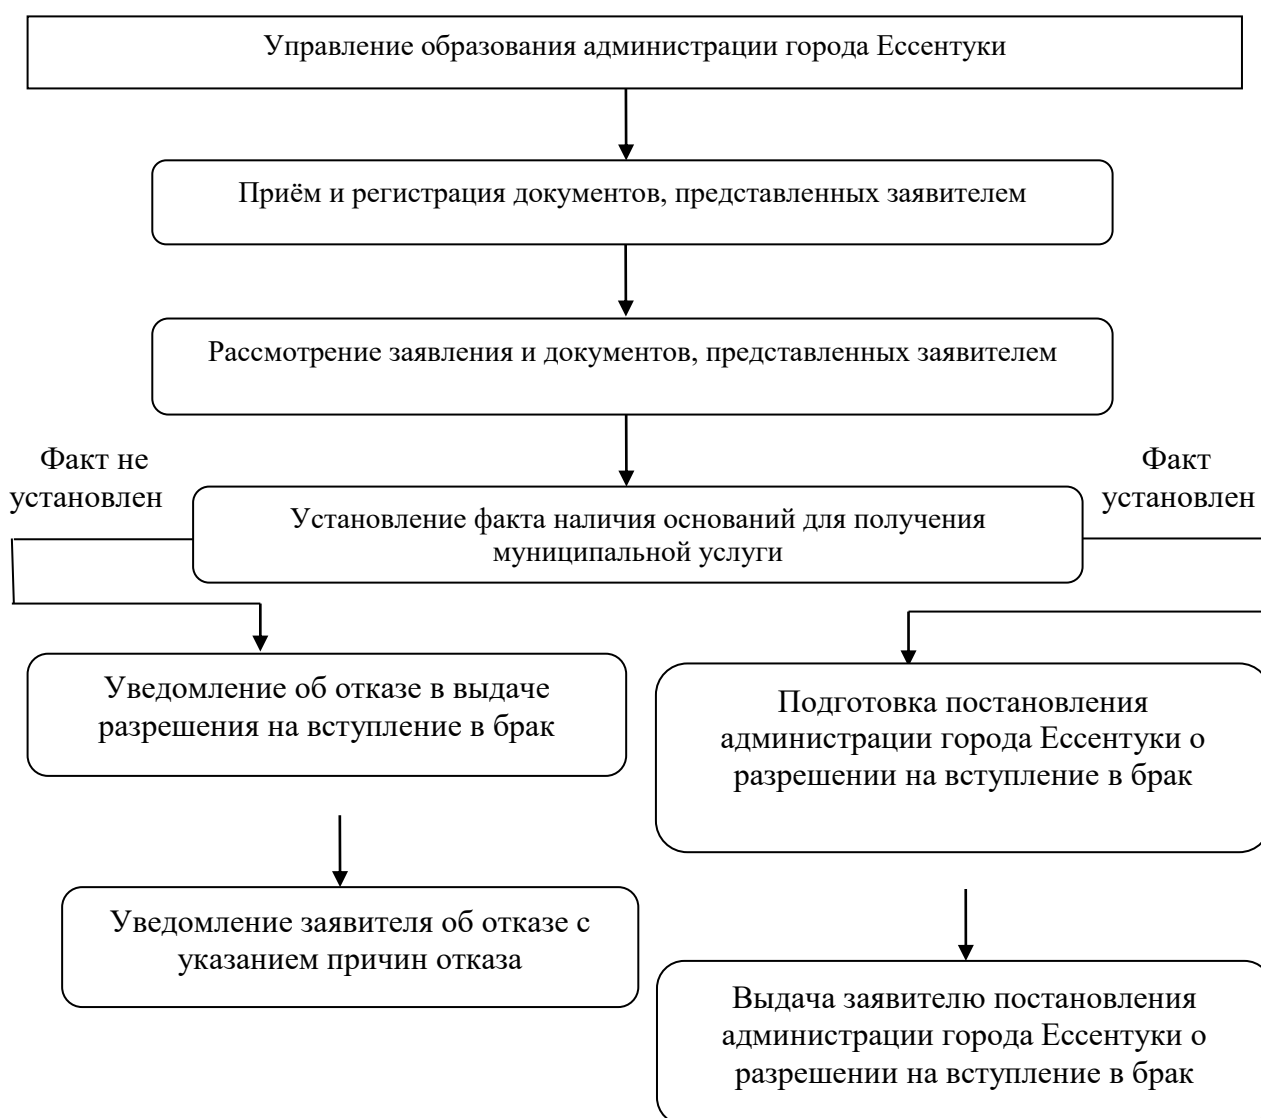 Управление образования администрации города Ессентуки
Приём и регистрация документов, представленных заявителем
Рассмотрение заявления и документов, представленных заявителем
Факт не
установлен
Факт
установлен
Установление факта наличия оснований для получения
муниципальной услуги
Уведомление об отказе в выдаче
разрешения на вступление в брак
Подготовка постановления
администрации города Ессентуки о
разрешении на вступление в брак
Уведомление заявителя об отказе с
указанием причин отказа
Выдача заявителю постановления
администрации города Ессентуки о
разрешении на вступление в брак